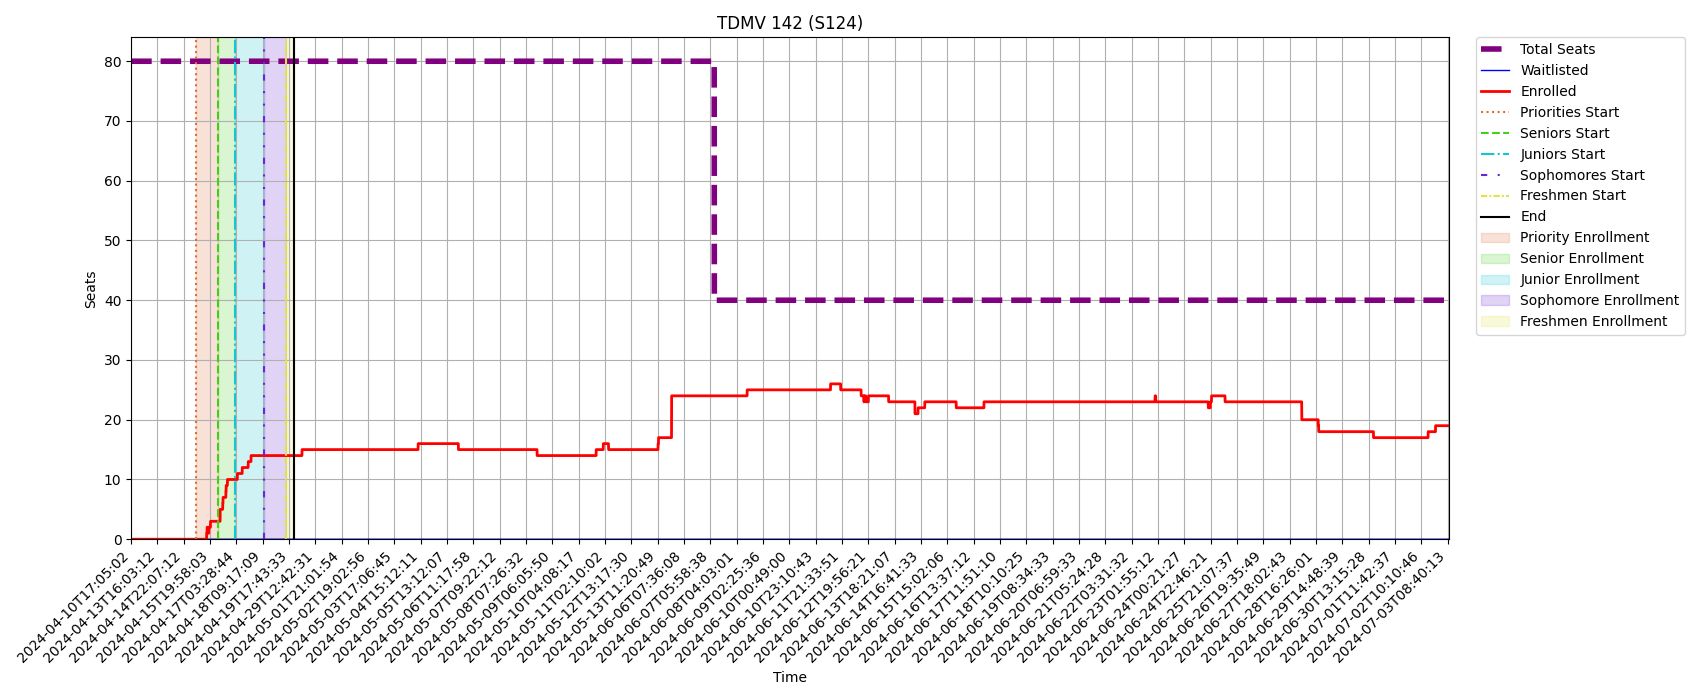 TDMV 142 (S124)
Seats
80
70
60
50
40
30
20
10
0
2024-04-10T17:05:02
2024-04-13T16:03:12
2024-04-14T22:07:12
2024-04-15T19:58:03
2024-04-17T03:28:44
2024-04-18T09:17:09
2024-04-19T17:43:33
2024-04-29T12:42:31
2024-05-01T21:01:54
2024-05-02T19:02:56
2024-05-03T17:06:45
2024-05-04T15:12:11
2024-05-05T13:12:07
2024-05-06T11:17:58
2024-05-07T09:22:12
2024-05-08T07:26:32
2024-05-09T06:05:50
2024-05-10T04:08:17
2024-05-11T02:10:02
2024-05-12T13:17:30
2024-05-13T11:20:49
2024-06-06T07:36:08
2024-06-07T05:58:38
2024-06-08T04:03:01
2024-06-09T02:25:36
2024-06-10T00:49:00
2024-06-10T23:10:43
2024-06-11T21:33:51
2024-06-12T19:56:21
2024-06-13T18:21:07
2024-06-14T16:41:33
2024-06-15T15:02:06
2024-06-16T13:37:12
2024-06-17T11:51:10
2024-06-18T10:10:25
2024-06-19T08:34:33
2024-06-20T06:59:33
2024-06-21T05:24:28
2024-06-22T03:31:32
2024-06-23T01:55:12
2024-06-24T00:21:27
2024-06-24T22:46:21
2024-06-25T21:07:37
2024-06-26T19:35:49
2024-06-27T18:02:43
2024-06-28T16:26:01
2024-06-29T14:48:39
2024-06-30T13:15:28
2024-07-01T11:42:37
2024-07-02T10:10:46
2024-07-03T08:40:13
Time
Total Seats
Waitlisted
Enrolled
Priorities Start
Seniors Start
Juniors Start
Sophomores Start
Freshmen Start
End
Priority Enrollment
Senior Enrollment
Junior Enrollment
Sophomore Enrollment
Freshmen Enrollment